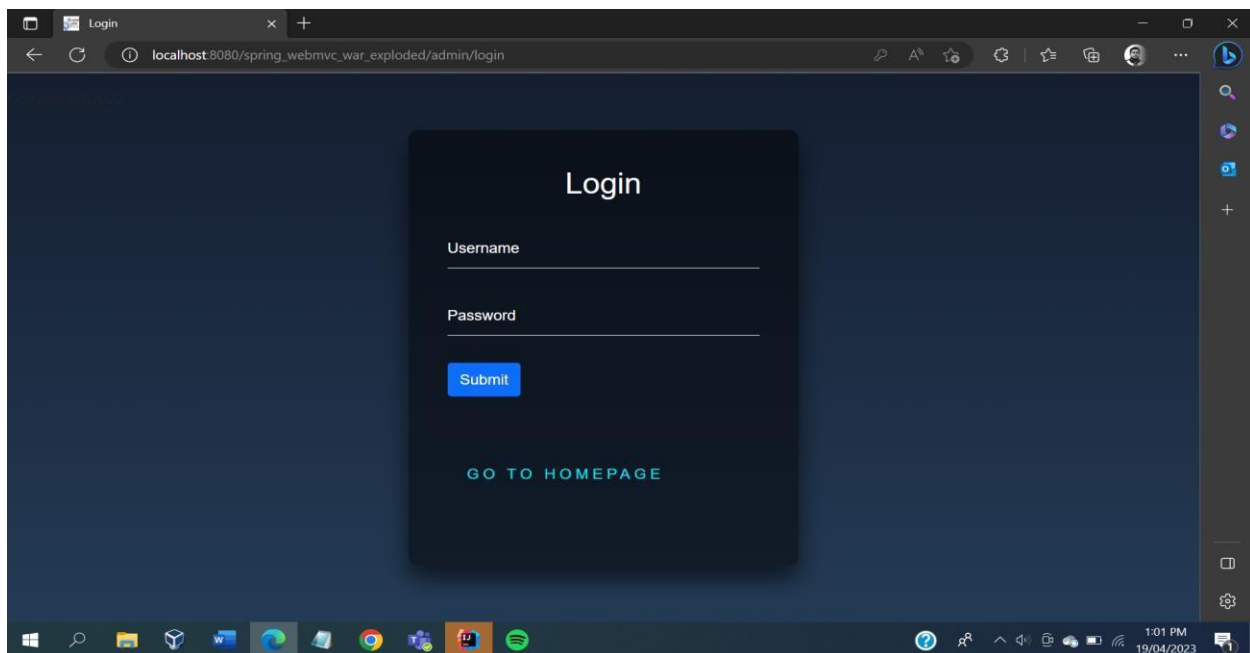 Login
localhost:8080/spring_webmvc_war_exploded/admin/login
Login
Username
Password
Submit
GO TO HOMEPAGE
1:01 PM
19/04/2023